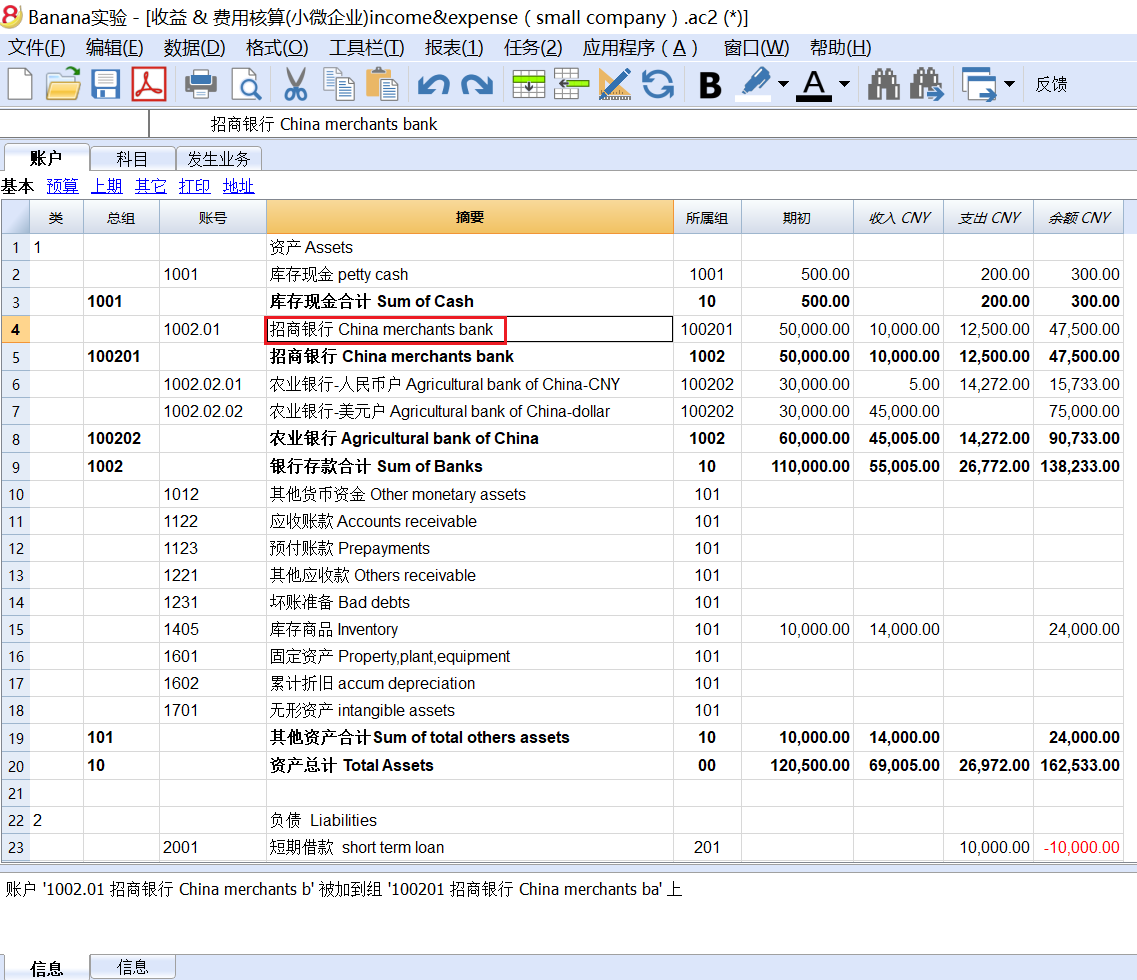 Banana实验 - [收益 & 费用核算(小微企业)income&expense ( small company ) .ac2 (*)]
文件(F) 编辑(E) 数据(D) 格式(O) 工具栏(T) 报表(1) 任务(2) 应用程序 ( A ) 窗口(W) 帮助(H)
B A 反馈
招商银行 China merchants bank
账户 科目 发生业务
基本 预算 上期 其它 打印 地址
类 总组 账号 摘要 所属组 期初 收入 CNY 支出 CNY 余额 CNY
1 1 资产 Assets
2 1001 库存现金 petty cash 1001 500.00 200.00 300.00
3 1001 库存现金合计 Sum of Cash 10 500.00 200.00 300.00
4 1002.01 招商银行 China merchants bank 100201 50,000.00 10,000.00 12,500.00 47,500.00
5 100201 招商银行 China merchants bank 1002 50,000.00 10,000.00 12,500.00 47,500.00
6 1002.02.01 农业银行-人民币户 Agricultural bank of China-CNY 100202 30,000.00 5.00 14,272.00 15,733.00
7 1002.02.02 农业银行-美元户 Agricultural bank of China-dollar 100202 30,000.00 45,000.00 75,000.00
8 100202 农业银行 Agricultural bank of China 1002 60,000.00 45,005.00 14,272.00 90,733.00
9 1002 银行存款合计 Sum of Banks 10 110,000.00 55,005.00 26,772.00 138,233.00
10 1012 其他货币资金 Other monetary assets 101
11 1122 应收账款 Accounts receivable 101
12 1123 预付账款 Prepayments 101
13 1221 其他应收款 Others receivable 101
14 1231 坏账准备 Bad debts 101
15 1405 库存商品 Inventory 101 10,000.00 14,000.00 24,000.00
16 1601 固定资产 Property,plant,equipment 101
17 1602 累计折旧 accum depreciation 101
18 1701 无形资产 intangible assets 101
19 101 其他资产合计Sum of total others assets 10 10,000.00 14,000.00 24,000.00
20 10 资产总计 Total Assets 00 120,500.00 69,005.00 26,972.00 162,533.00
21
22 2 负债 Liabilities
23 2001 短期借款 short term loan 201 10,000.00 -10,000.00
账户 '1002.01 招商银行 China merchants b' 被加到组 '100201 招商银行 China merchants ba' 上
信息 信息